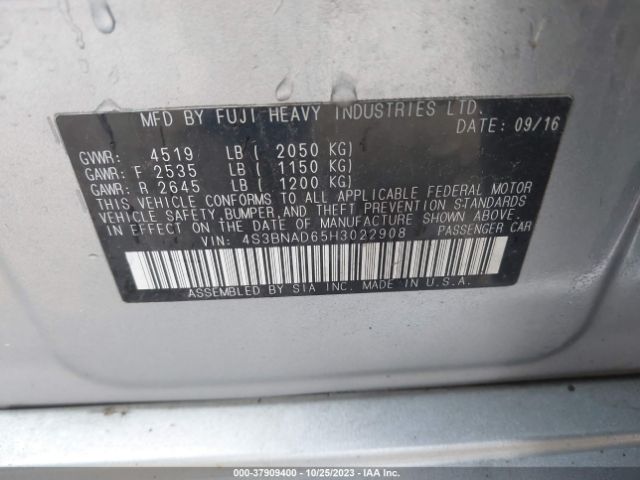 MFD BY FUJI HEAVY INDUSTRIES LTD.
DATE: 09/16
GVWR: 4519 LB ( 2050 KG)
GAWR: F 2535 LB ( 1150 KG)
GAWR: R 2645 LB ( 1200 KG)
THIS VEHICLE CONFORMS TO ALL APPLICABLE FEDERAL MOTOR
VEHICLE SAFETY, BUMPER, AND THEFT PREVENTION STANDARDS
IN EFFECT ON THE DATE OF MANUFACTURE SHOWN ABOVE.
VIN: 4S3BNAD65H3022908 PASSENGER CAR
ASSEMBLED BY SIA INC. MADE IN U.S.A.
000-37909400 - 10/25/2023 - IAA Inc.